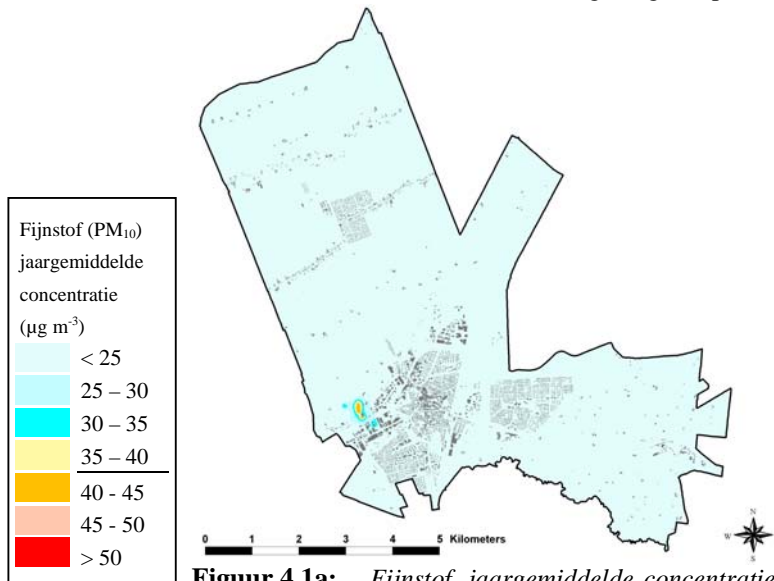 Fijnstof (PM10)
jaargemiddelde
concentratie
(µg m-3)
< 25
25 – 30
30 – 35
35 – 40
40 - 45
45 - 50
> 50
0 1 2 3 4 5 Kilometers
N
W E
S
Figuur 4.1a: Fijnstof, jaargemiddelde concentratie